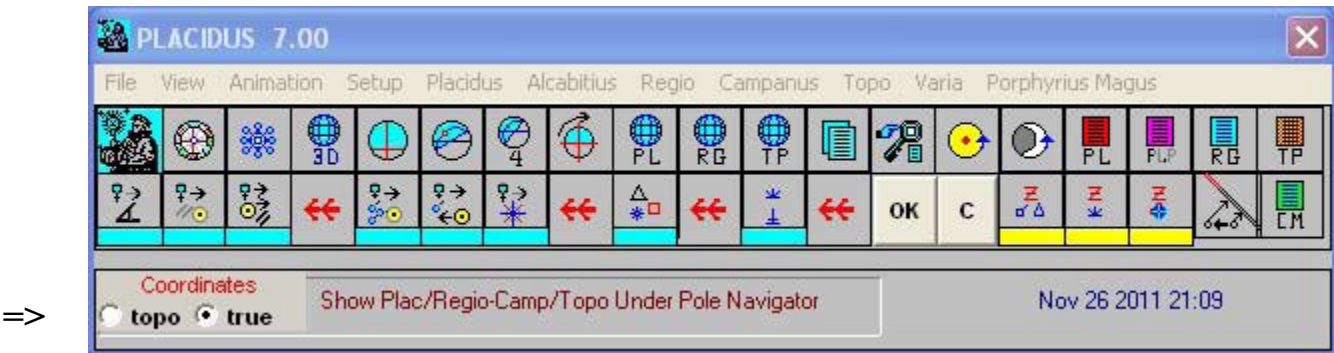 PLACIDUS 7.00
File View Animation Setup Placidus Alcabitius Regio Campanus Topo Varia Porphyrius Magus
3D 4 PL RG TP PL PLP RG TP
OK C CM
Coordinates
=> topo true Show Plac/Regio-Camp/Topo Under Pole Navigator Nov 26 2011 21:09